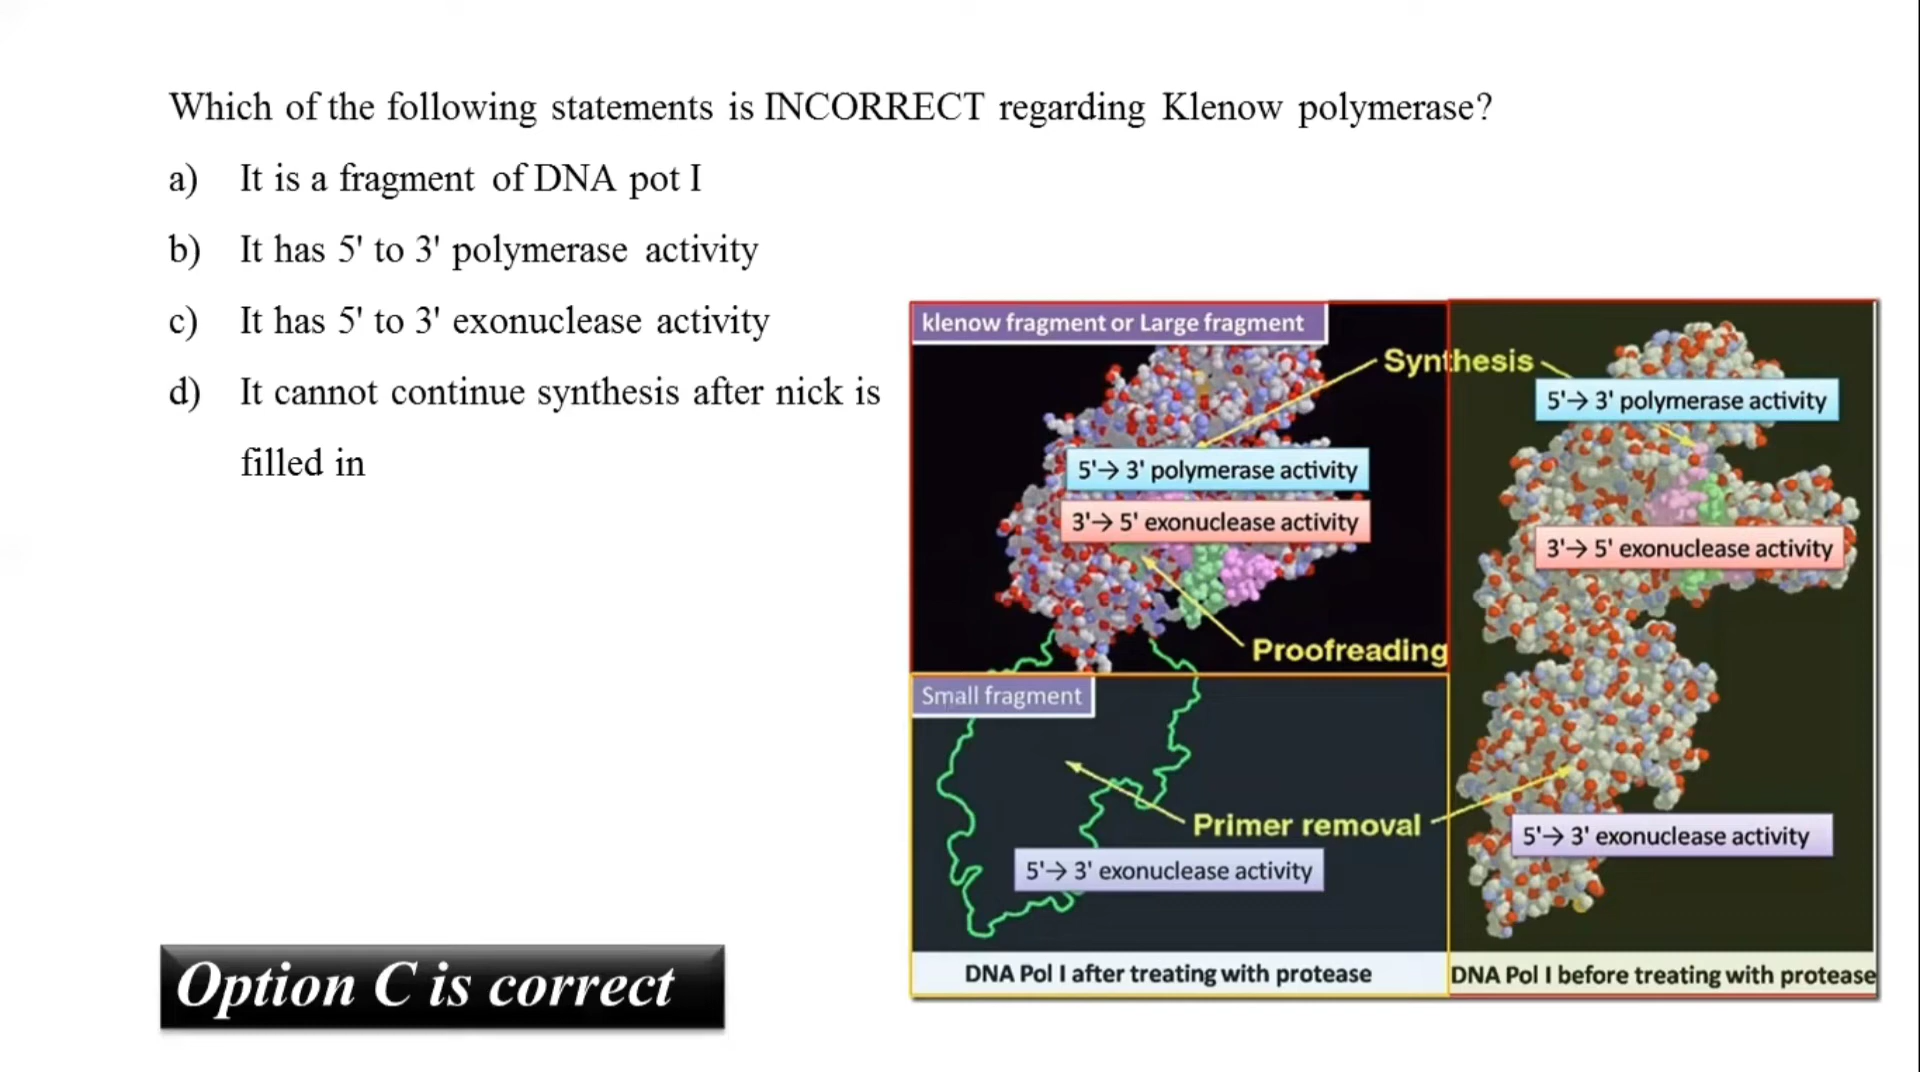 Which of the following statements is INCORRECT regarding Klenow polymerase?
a) It is a fragment of DNA pot I
b) It has 5' to 3' polymerase activity
c) It has 5' to 3' exonuclease activity
d) It cannot continue synthesis after nick is
filled in
klenow fragment or Large fragment
Synthesis
5'→ 3' polymerase activity
5'→ 3' polymerase activity
3'→ 5' exonuclease activity
3'→ 5' exonuclease activity
Proofreading
Small fragment
Primer removal
5'→ 3' exonuclease activity
5'→ 3' exonuclease activity
DNA Pol I after treating with protease
DNA Pol I before treating with protease
Option C is correct